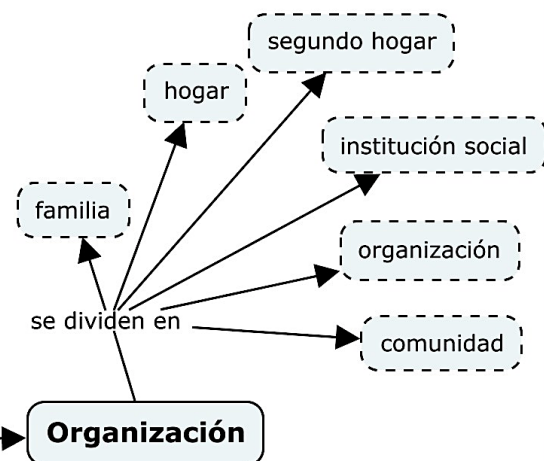 segundo hogar
hogar
institución social
familia
organización
se dividen en
comunidad
Organización